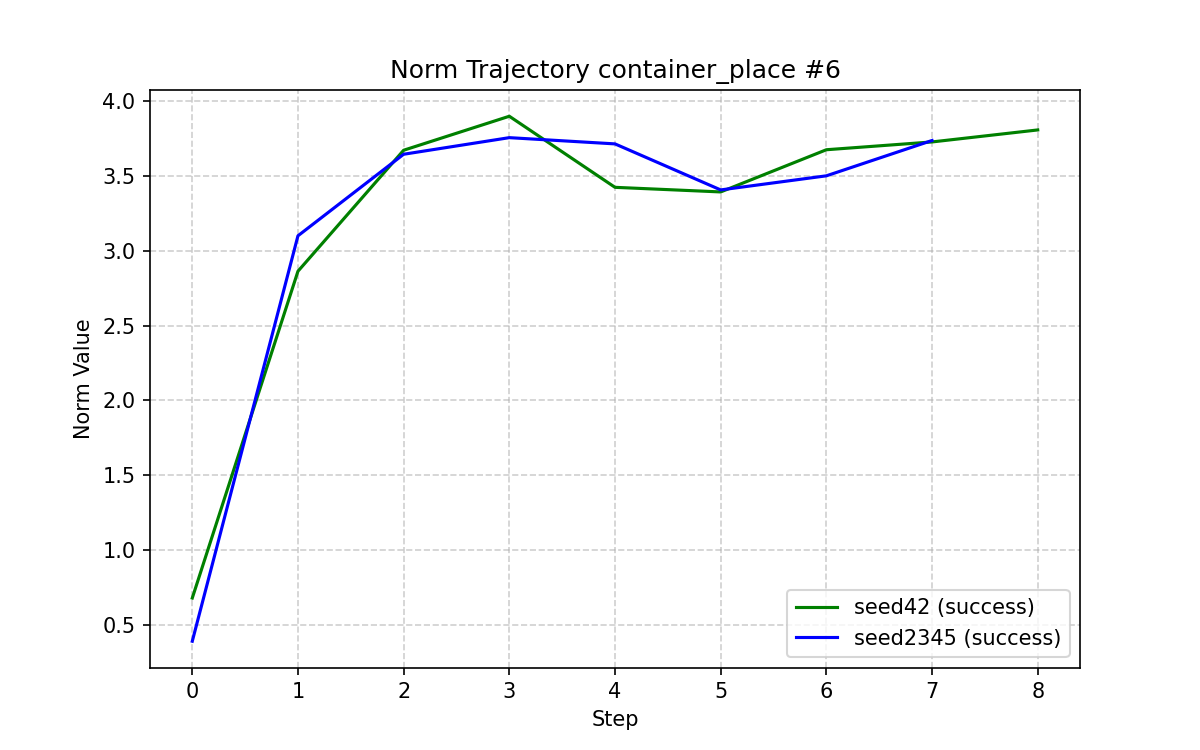 Norm Trajectory container_place #6
Norm Value
4.0
3.5
3.0
2.5
2.0
1.5
1.0
0.5
seed42 (success)
seed2345 (success)
0 1 2 3 4 5 6 7 8
Step